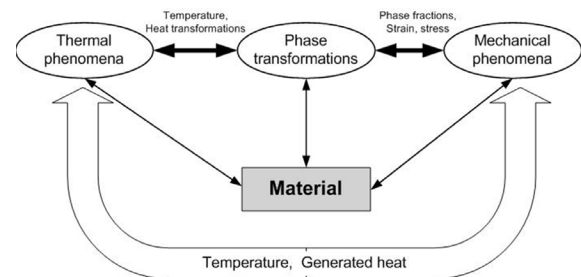 Temperature,
Heat transformations
Phase fractions,
Strain, stress
Thermal
phenomena
Phase
transformations
Mechanical
phenomena
Material
Temperature, Generated heat